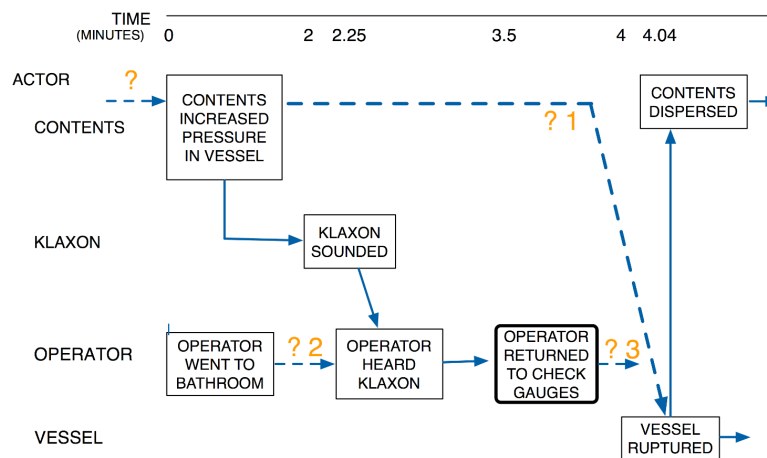 TIME
(MINUTES)
0 2 2.25 3.5 4 4.04
ACTOR
?
CONTENTS
INCREASED
PRESSURE
IN VESSEL
CONTENTS
DISPERSED
CONTENTS
? 1
KLAXON
KLAXON
SOUNDED
OPERATOR
OPERATOR
WENT TO
BATHROOM
? 2
OPERATOR
HEARD
KLAXON
OPERATOR
RETURNED
TO CHECK
GAUGES
? 3
VESSEL
VESSEL
RUPTURED